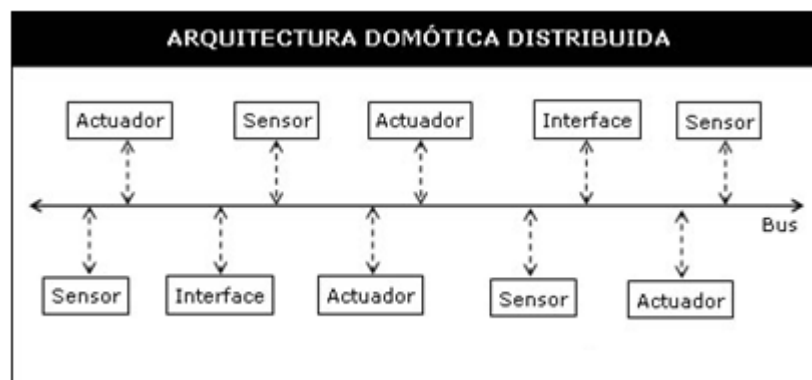 ARQUITECTURA DOMÓTICA DISTRIBUIDA
Actuador
Sensor
Actuador
Interface
Sensor
Bus
Sensor
Interface
Actuador
Sensor
Actuador